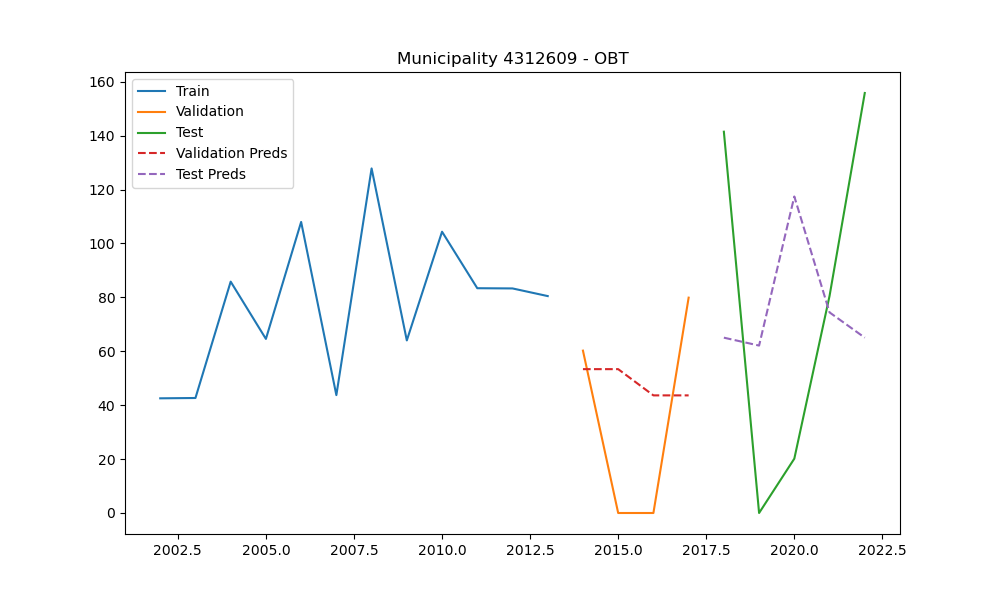 Municipality 4312609 - OBT
160
140
120
100
80
60
40
20
0
Train
Validation
Test
Validation Preds
Test Preds
2002.5 2005.0 2007.5 2010.0 2012.5 2015.0 2017.5 2020.0 2022.5